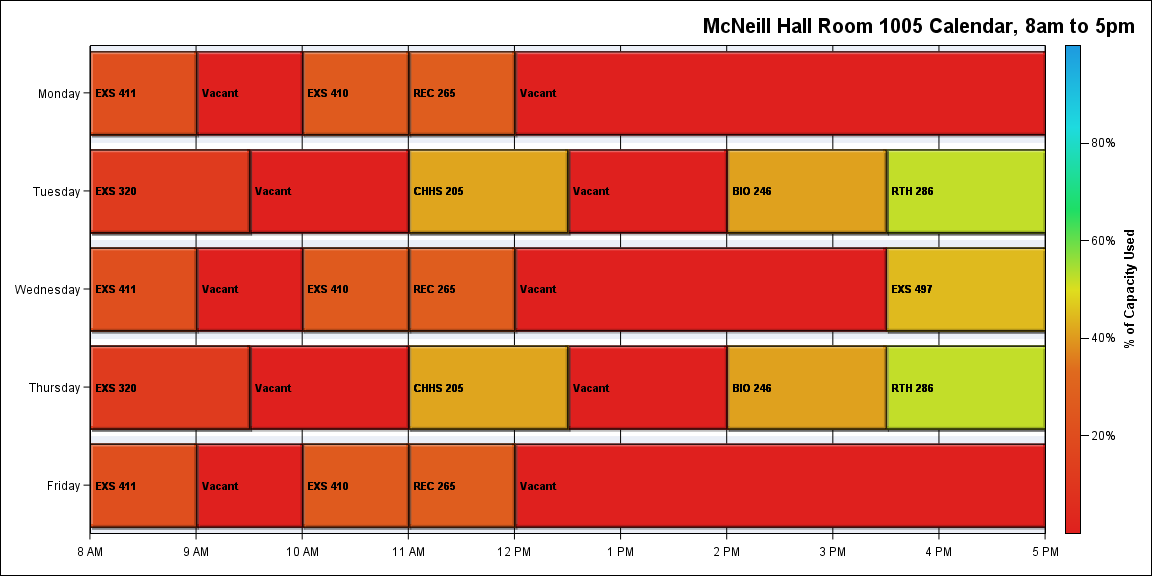 McNeill Hall Room 1005 Calendar, 8am to 5pm
Monday
EXS 411
Vacant
EXS 410
REC 265
Vacant
Tuesday
EXS 320
Vacant
CHHS 205
Vacant
BIO 246
RTH 286
Wednesday
EXS 411
Vacant
EXS 410
REC 265
Vacant
EXS 497
Thursday
EXS 320
Vacant
CHHS 205
Vacant
BIO 246
RTH 286
Friday
EXS 411
Vacant
EXS 410
REC 265
Vacant
8 AM
9 AM
10 AM
11 AM
12 PM
1 PM
2 PM
3 PM
4 PM
5 PM
80%
60%
40%
20%
% of Capacity Used